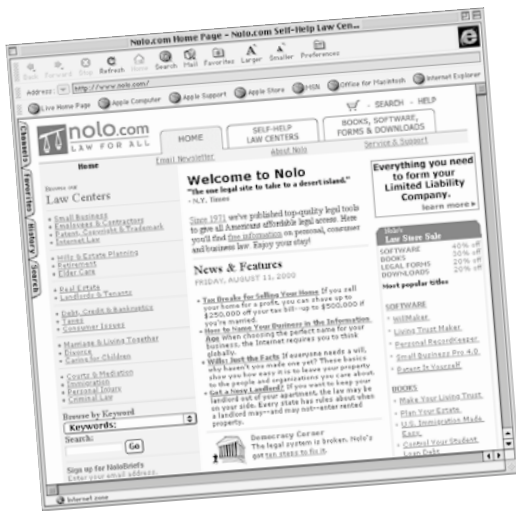 Nolo.com Home Page - Nolo.com Self-Help Law Cen...
Back Forward Stop Refresh Home Search Mail Favorites Larger Smaller Preferences
Address: http://www.nolo.com/
Live Home Page Apple Computer Apple Support Apple Store MSN Office for Macintosh Internet Explorer
Channels
Favorites
History
Search
nolo.com
LAW FOR ALL
- SEARCH - HELP
HOME
SELF-HELP
LAW CENTERS
BOOKS, SOFTWARE,
FORMS & DOWNLOADS
Home
Email Newsletter
About Nolo
Service & Support
Law Centers
Small Business
Employees & Contractors
Patent, Copyright & Trademark
Internet Law
Wills & Estate Planning
Retirement
Elder Care
Real Estate
Landlords & Tenants
Debt, Credit & Bankruptcy
Taxes
Consumer Issues
Marriage & Living Together
Divorce
Caring for Children
Courts & Mediation
Immigration
Personal Injury
Criminal Law
Browse by Keyword
Keywords:
Search:
Go
Sign up for NoloBriefs
Enter your email address.
Welcome to Nolo
"The one legal site to take to a desert island."
- N.Y. Times
Since 1971 we've published top-quality legal tools
to give all Americans affordable legal access. Here
you'll find free information on personal, consumer
and business law. Enjoy your stay!
News & Features
FRIDAY, AUGUST 11, 2000
Tax Breaks for Selling Your Home If you sell
your home for a profit, you can chase up to
$250,000 off your tax bill--up to $500,000 if
you're married.
How to Name Your Business in the Information
Age When choosing the perfect name for your
business, the Internet requires you to think
globally.
Wills: Just the Facts If everyone needs a will,
why haven't you made one yet? These basics
show you how easy it is to leave your property
to the people and organizations you care about.
Got a Nosy Landlord? If you want to keep your
landlord out of your apartment, the law may be
on your side. Every state has rules about when
a landlord may--and may not--enter rented
property.
Democracy Corner
The legal system is broken. Nolo's
got ten steps to fix it.
Everything you need
to form your
Limited Liability
Company.
learn more
Nolo's
Law Store Sale
SOFTWARE 40% off
BOOKS 30% off
LEGAL FORMS 20% off
DOWNLOADS 20% off
Most popular titles
SOFTWARE
WillMaker
Living Trust Maker
Personal RecordKeeper
Small Business Pro 4.0
Patent It Yourself
BOOKS
Make Your Living Trust
Plan Your Estate
U.S. Immigration Made
Easy
Control Your Student
Loan Debt
Internet zone